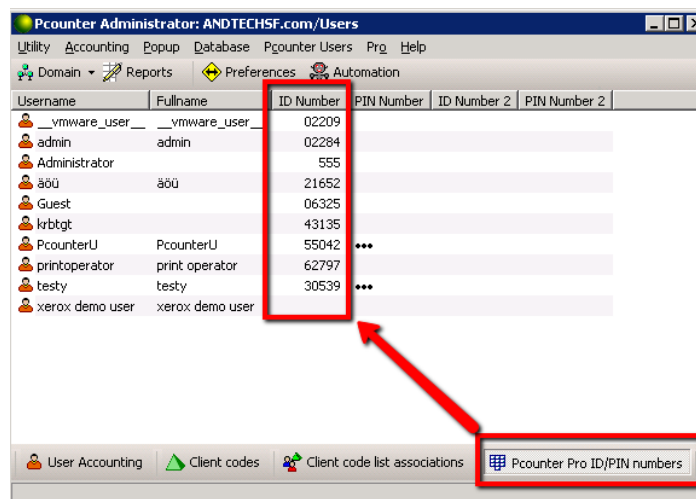 Pcounter Administrator: ANDTECHSF.com/Users
Utility Accounting Popup Database Pcounter Users Pro Help
Domain Reports Preferences Automation
Username Fullname ID Number PIN Number ID Number 2 PIN Number 2
__vmware_user__ __vmware_user__ 02209
admin admin 02284
Administrator 555
äöü äöü 21652
Guest 06325
krbtgt 43135
PcounterU PcounterU 55042 •••
printoperator print operator 62797
testy testy 30539 •••
xerox demo user xerox demo user
User Accounting Client codes Client code list associations Pcounter Pro ID/PIN numbers